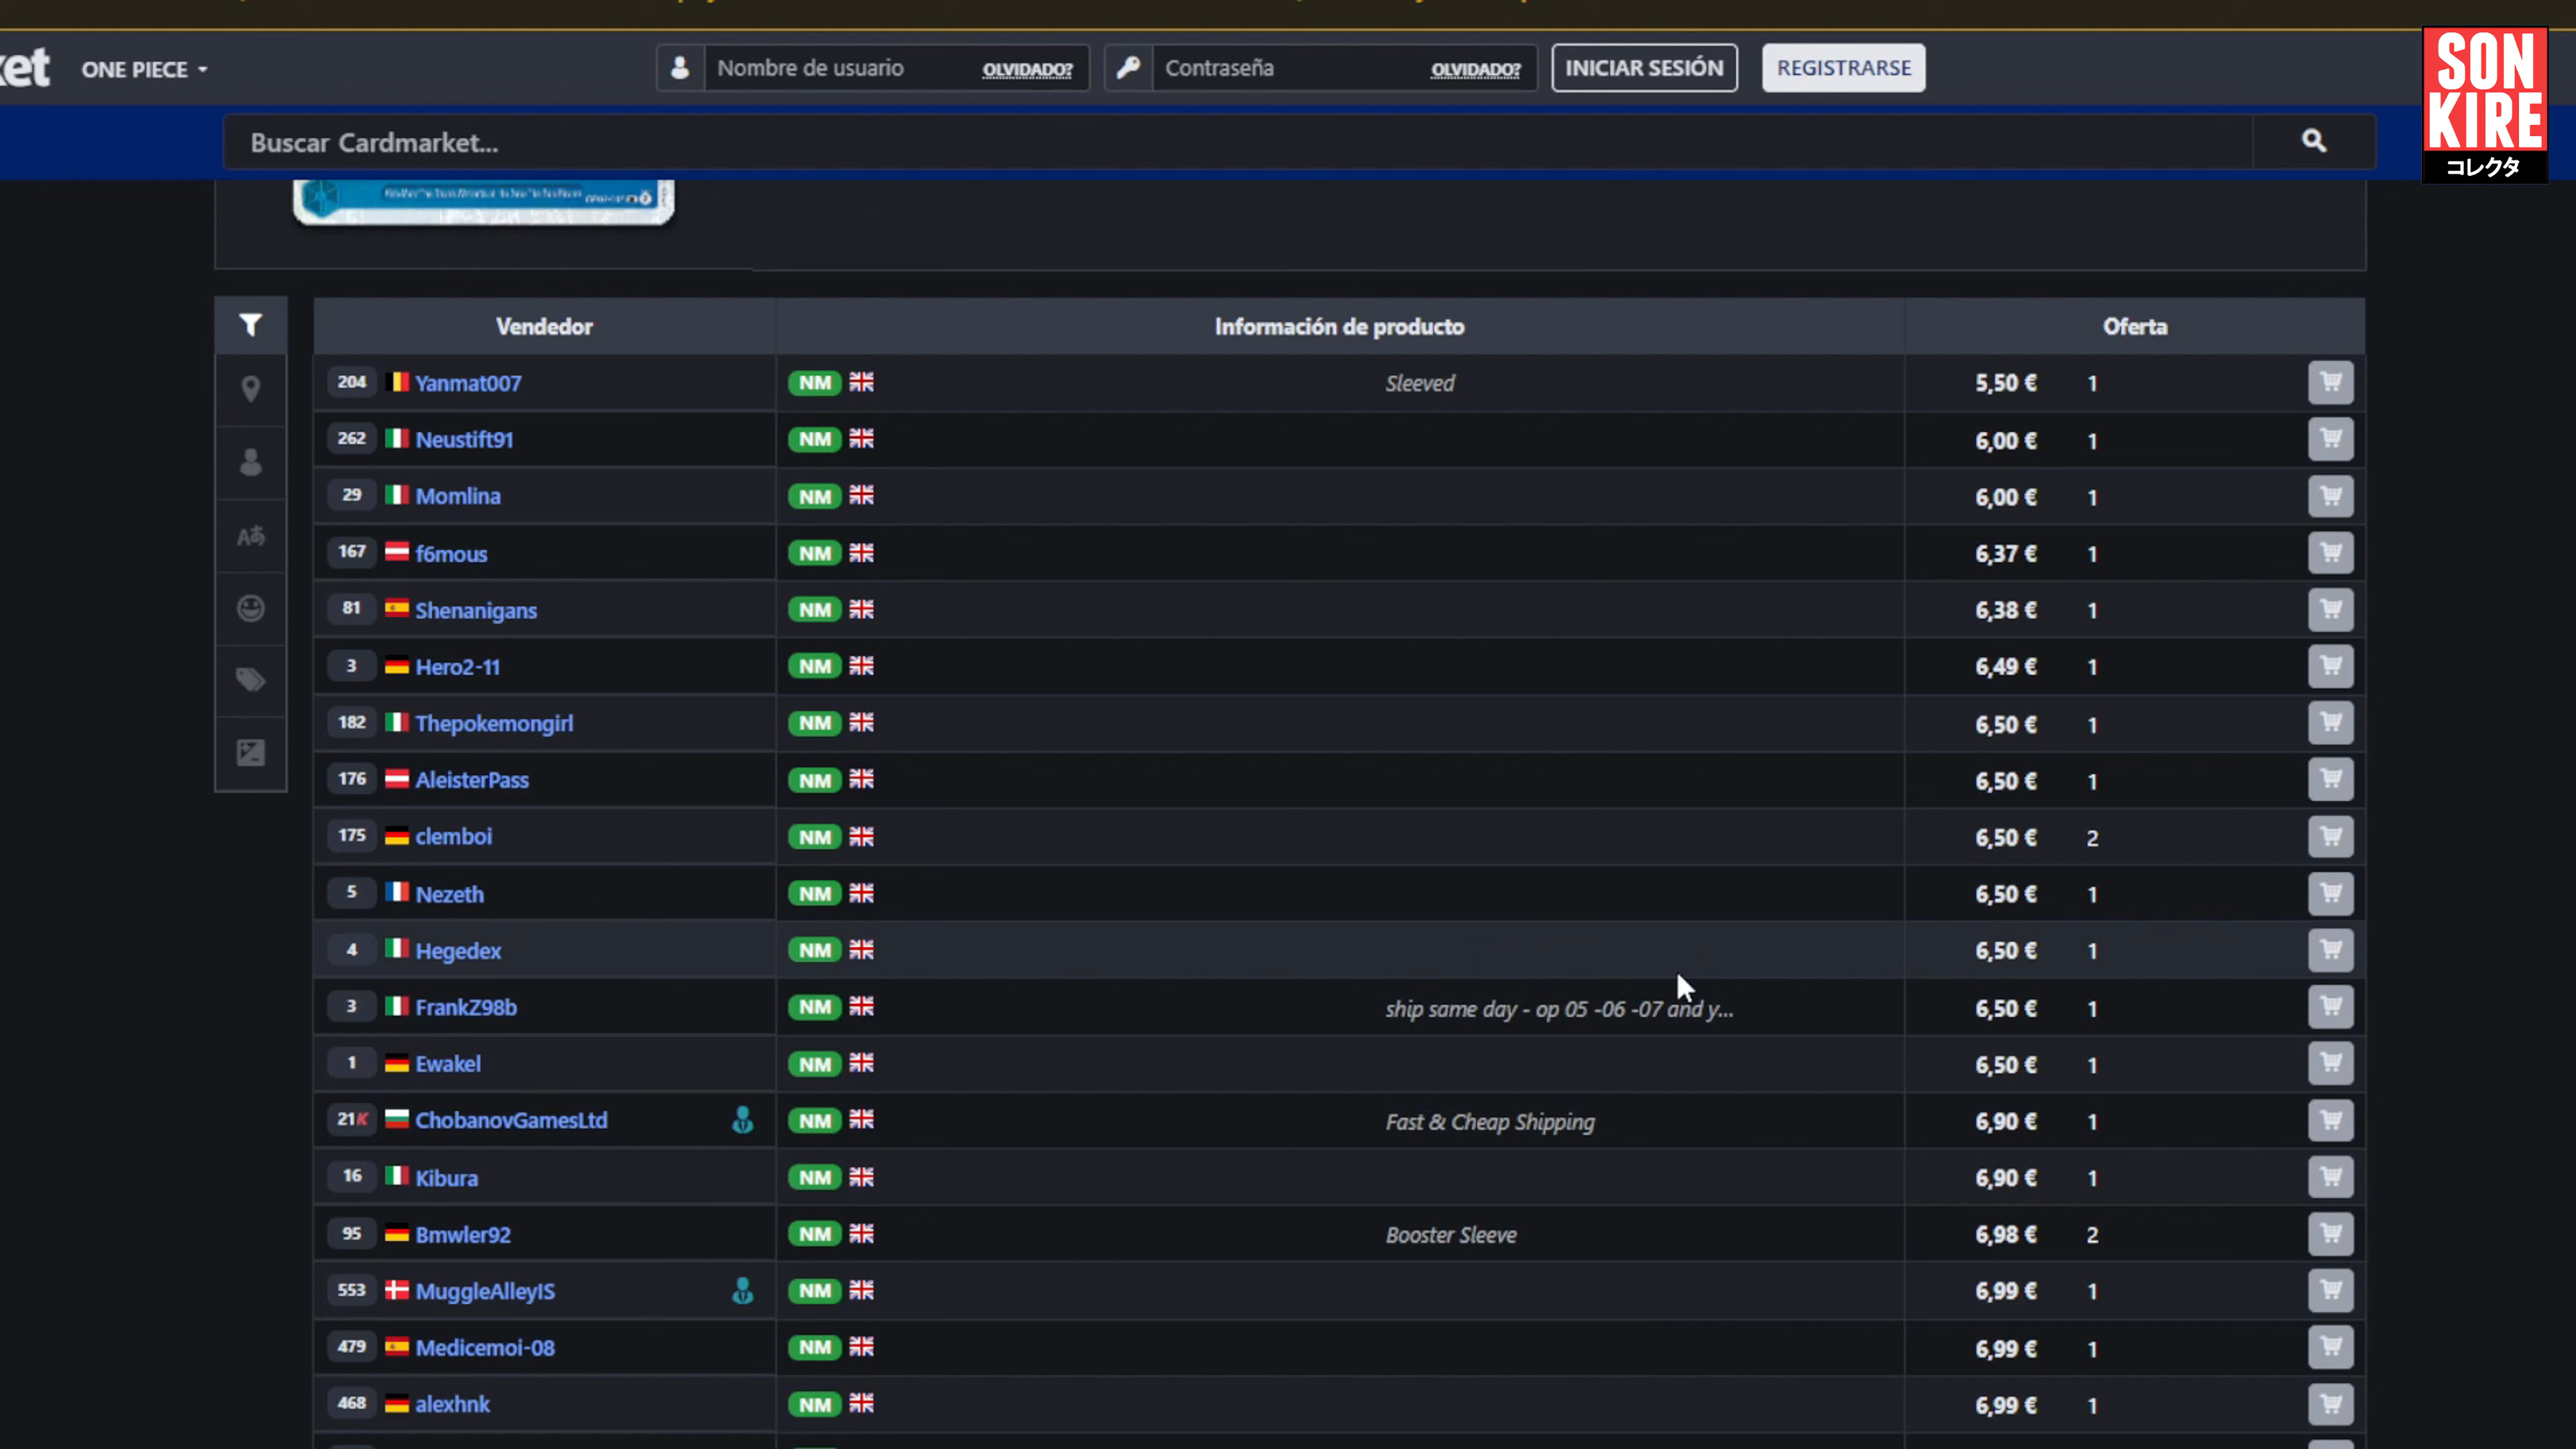 ket ONE PIECE Nombre de usuario OLVIDADO? Contraseña OLVIDADO? INICIAR SESIÓN REGISTRARSE
SON
KIRE
コレクタ
Buscar Cardmarket...
Vendedor Información de producto Oferta
204 Yanmat007 NM Sleeved 5,50 € 1
262 Neustift91 NM 6,00 € 1
29 Momlina NM 6,00 € 1
167 f6mous NM 6,37 € 1
81 Shenanigans NM 6,38 € 1
3 Hero2-11 NM 6,49 € 1
182 Thepokemongirl NM 6,50 € 1
176 AleisterPass NM 6,50 € 1
175 clemboi NM 6,50 € 2
5 Nezeth NM 6,50 € 1
4 Hegedex NM 6,50 € 1
3 FrankZ98b NM ship same day - op 05 -06 -07 and y... 6,50 € 1
1 Ewakel NM 6,50 € 1
21K ChobanovGamesLtd NM Fast & Cheap Shipping 6,90 € 1
16 Kibura NM 6,90 € 1
95 Bmwler92 NM Booster Sleeve 6,98 € 2
553 MuggleAlleyIS NM 6,99 € 1
479 Medicemoi-08 NM 6,99 € 1
468 alexhnk NM 6,99 € 1